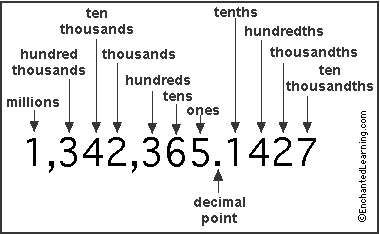 ten
thousands
tenths
hundredths
hundred
thousands
thousands
thousandths
hundreds
ten
thousandths
millions
tens
ones
1,342,365.1427
decimal
point
©EnchantedLearning.com